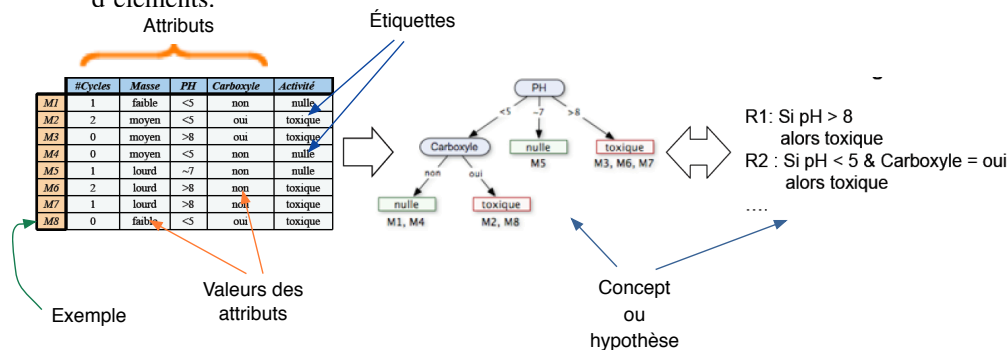 d'éléments.
Attributs
Étiquettes
#Cycles Masse PH Carboxyle Activité
M1 1 faible <5 non nulle
M2 2 moyen <5 oui toxique
M3 0 moyen >8 oui toxique
M4 0 moyen <5 non nulle
M5 1 lourd ~7 non nulle
M6 2 lourd >8 non toxique
M7 1 lourd >8 non toxique
M8 0 faible <5 oui toxique
Exemple
Valeurs des
attributs
PH
<5 ~7 >8
Carboxyle nulle toxique
M5 M3, M6, M7
non oui
nulle toxique
M1, M4 M2, M8
R1: Si pH > 8
alors toxique
R2 : Si pH < 5 & Carboxyle = oui
alors toxique
....
Concept
ou
hypothèse